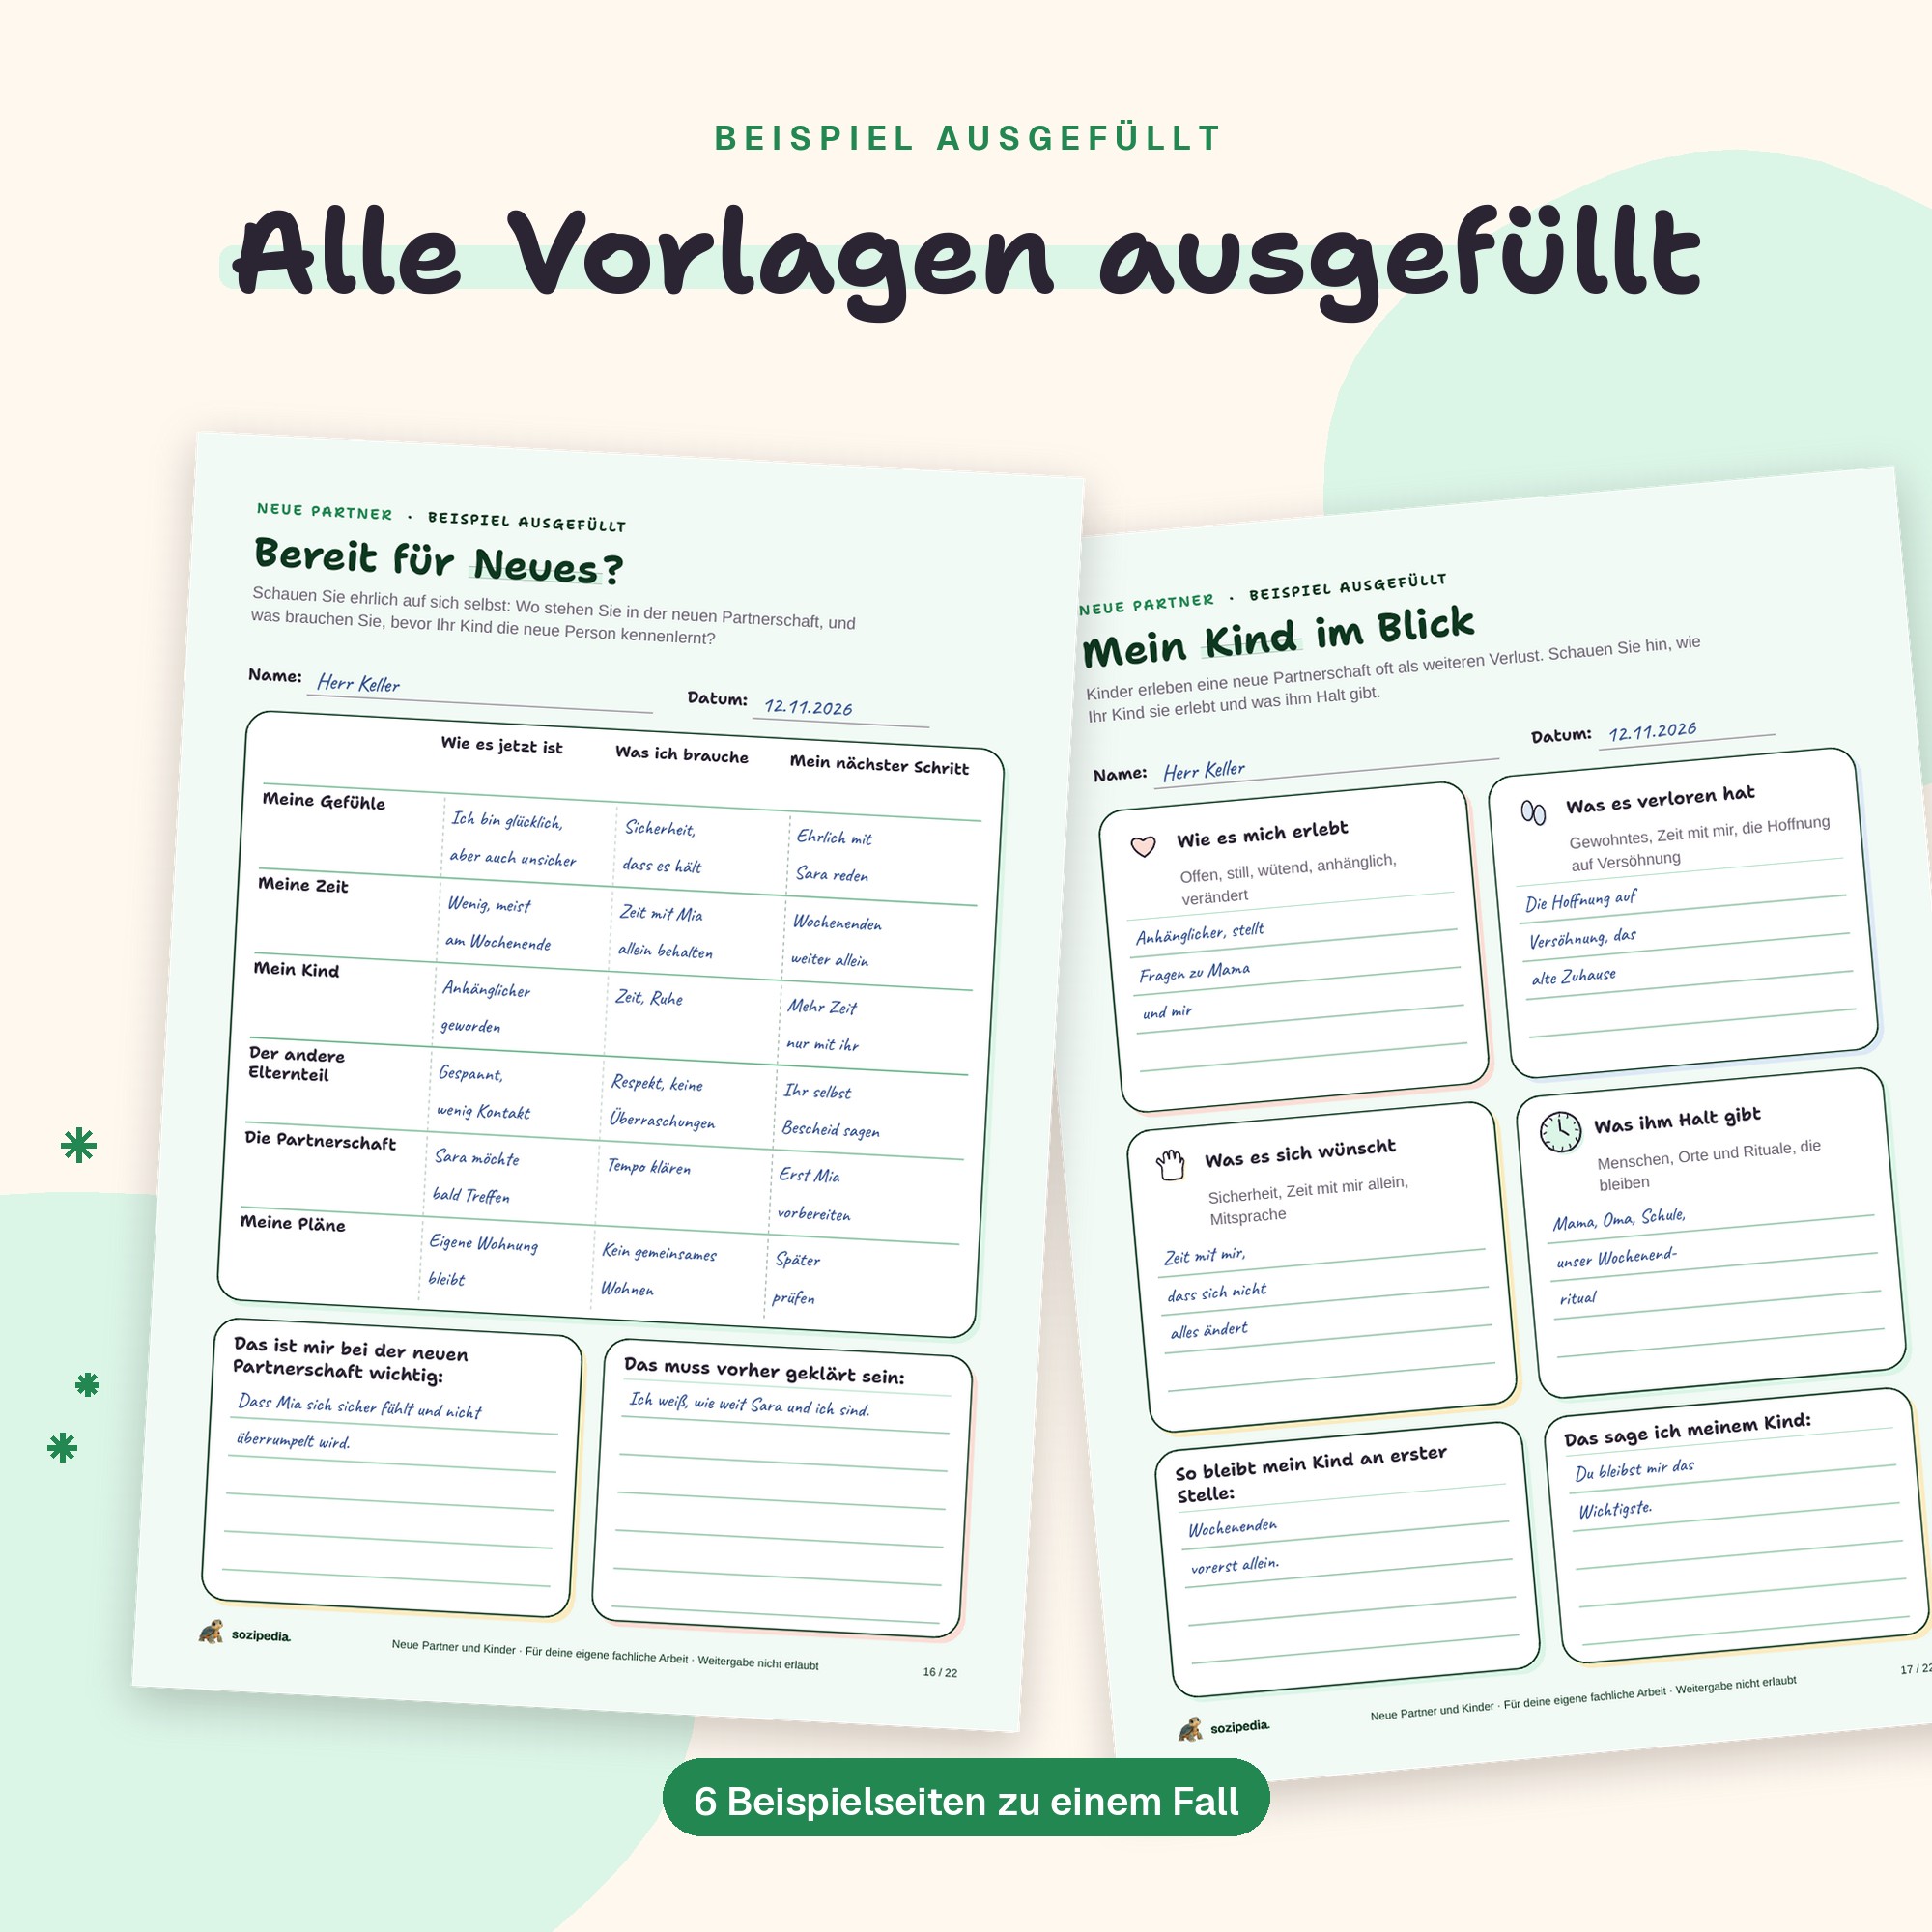 BEISPIEL AUSGEFÜLLT
Alle Vorlagen ausgefüllt
NEUE PARTNER · BEISPIEL AUSGEFÜLLT
Bereit für Neues?
Schauen Sie ehrlich auf sich selbst: Wo stehen Sie in der neuen Partnerschaft, und
was brauchen Sie, bevor Ihr Kind die neue Person kennenlernt?
Name: Herr Keller Datum: 12.11.2026
Wie es jetzt ist Was ich brauche Mein nächster Schritt
Meine Gefühle
Ich bin glücklich,
aber auch unsicher
Sicherheit,
dass es hält
Ehrlich mit
Sara reden
Meine Zeit
Wenig, meist
am Wochenende
Zeit mit Mia
allein behalten
Wochenenden
weiter allein
Mein Kind
Anhänglicher
geworden
Zeit, Ruhe
Mehr Zeit
nur mit ihr
Der andere
Elternteil
Gespannt,
wenig Kontakt
Respekt, keine
Überraschungen
Ihr selbst
Bescheid sagen
Die Partnerschaft
Sara möchte
bald Treffen
Tempo klären
Erst Mia
vorbereiten
Meine Pläne
Eigene Wohnung
bleibt
Kein gemeinsames
Wohnen
Später
prüfen
Das ist mir bei der neuen
Partnerschaft wichtig:
Dass Mia sich sicher fühlt und nicht
überrumpelt wird.
Das muss vorher geklärt sein:
Ich weiß, wie weit Sara und ich sind.
sozipedia.
Neue Partner und Kinder · Für deine eigene fachliche Arbeit · Weitergabe nicht erlaubt
16 / 22
NEUE PARTNER · BEISPIEL AUSGEFÜLLT
Mein Kind im Blick
Kinder erleben eine neue Partnerschaft oft als weiteren Verlust. Schauen Sie hin, wie
Ihr Kind sie erlebt und was ihm Halt gibt.
Name: Herr Keller Datum: 12.11.2026
Wie es mich erlebt
Offen, still, wütend, anhänglich,
verändert
Anhänglicher, stellt
Fragen zu Mama
und mir
Was es verloren hat
Gewohntes, Zeit mit mir, die Hoffnung
auf Versöhnung
Die Hoffnung auf
Versöhnung, das
alte Zuhause
Was es sich wünscht
Sicherheit, Zeit mit mir allein,
Mitsprache
Zeit mit mir,
dass sich nicht
alles ändert
Was ihm Halt gibt
Menschen, Orte und Rituale, die
bleiben
Mama, Oma, Schule,
unser Wochenend-
ritual
So bleibt mein Kind an erster
Stelle:
Wochenenden
vorerst allein.
Das sage ich meinem Kind:
Du bleibst mir das
Wichtigste.
sozipedia.
Neue Partner und Kinder · Für deine eigene fachliche Arbeit · Weitergabe nicht erlaubt
17 / 22
6 Beispielseiten zu einem Fall